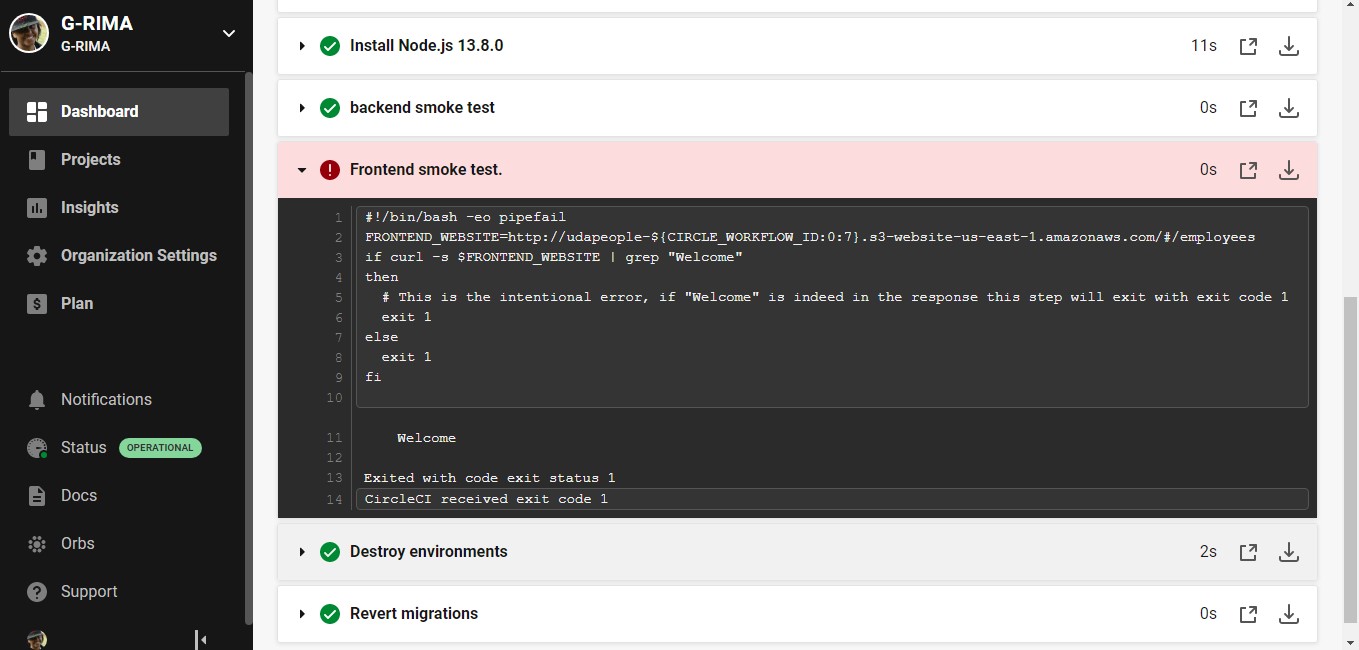 G-RIMA
G-RIMA
Dashboard
Projects
Insights
Organization Settings
Plan
Notifications
Status OPERATIONAL
Docs
Orbs
Support
Install Node.js 13.8.0 11s
backend smoke test 0s
Frontend smoke test. 0s
1 #!/bin/bash -eo pipefail
2 FRONTEND_WEBSITE=http://udapeople-${CIRCLE_WORKFLOW_ID:0:7}.s3-website-us-east-1.amazonaws.com/#/employees
3 if curl -s $FRONTEND_WEBSITE | grep "Welcome"
4 then
5 # This is the intentional error, if "Welcome" is indeed in the response this step will exit with exit code 1
6 exit 1
7 else
8 exit 1
9 fi
10
11 Welcome
12
13 Exited with code exit status 1
14 CircleCI received exit code 1
Destroy environments 2s
Revert migrations 0s